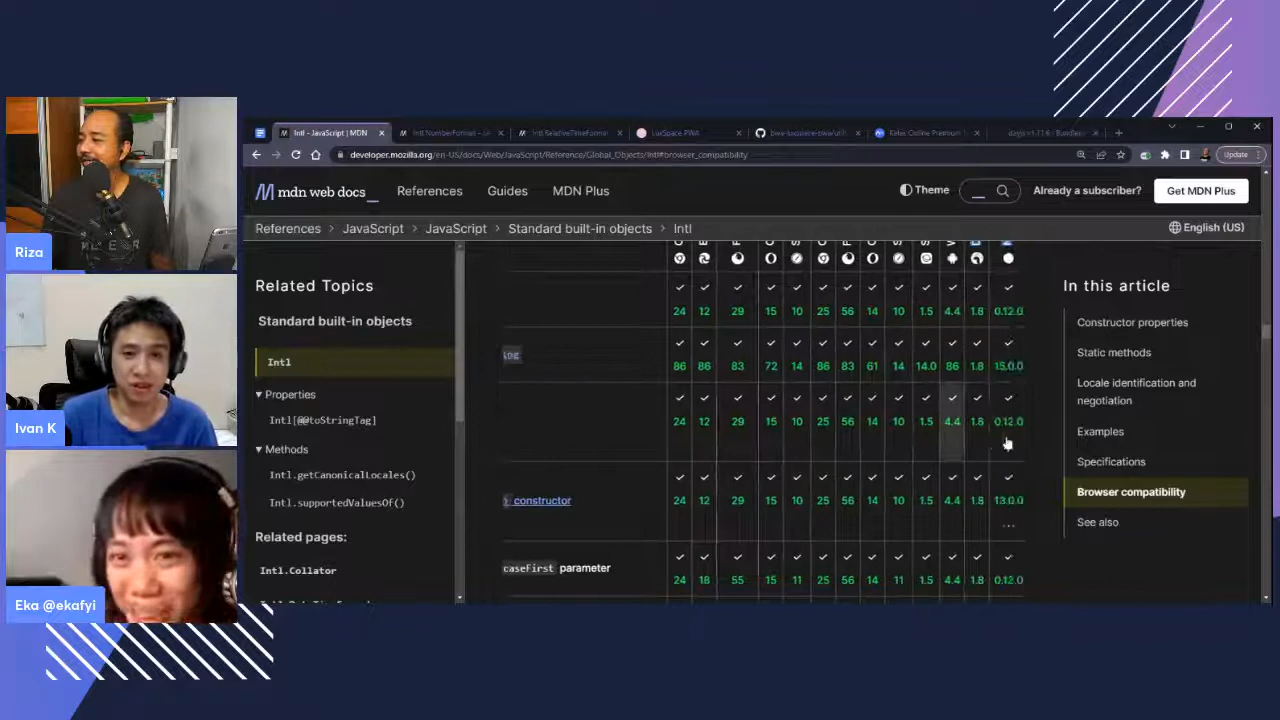 Riza
Ivan K
Eka @ekafyi
Intl - JavaScript | MDN
Intl.NumberFormat
Intl.RelativeTimeFormat
LuxSpace PWA
Kelas Online Premium
developer.mozilla.org/en-US/docs/Web/JavaScript/Reference/Global_Objects/Intl#browser_compatibility
Update
mdn web docs_
References
Guides
MDN Plus
Theme
Already a subscriber?
Get MDN Plus
References > JavaScript > JavaScript > Standard built-in objects > Intl
English (US)
Related Topics
Standard built-in objects
Intl
▾ Properties
Intl[@@toStringTag]
▾ Methods
Intl.getCanonicalLocales()
Intl.supportedValuesOf()
Related pages:
Intl.Collator
24 12 29 15 10 25 56 14 10 1.5 4.4 1.8 0.12.0
86 86 83 72 14 86 83 61 14 14.0 86 1.8 15.0.0
24 12 29 15 10 25 56 14 10 1.5 4.4 1.8 0.12.0
) constructor 24 12 29 15 10 25 56 14 10 1.5 4.4 1.8 13.0.0
...
caseFirst parameter 24 18 55 15 11 25 56 14 11 1.5 4.4 1.8 0.12.0
In this article
Constructor properties
Static methods
Locale identification and
negotiation
Examples
Specifications
Browser compatibility
See also